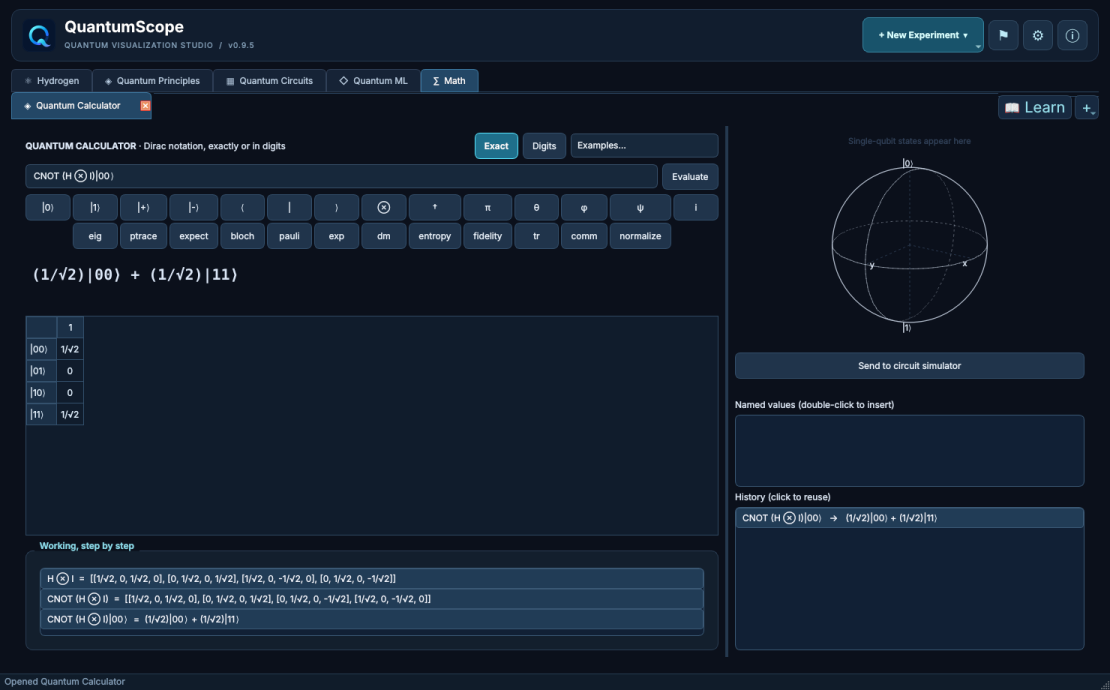 QuantumScope
QUANTUM VISUALIZATION STUDIO / v0.9.5
+ New Experiment ▾
Hydrogen
Quantum Principles
Quantum Circuits
Quantum ML
∑ Math
Quantum Calculator
Learn
+
QUANTUM CALCULATOR · Dirac notation, exactly or in digits
Exact
Digits
Examples...
CNOT (H ⊗ I)|00⟩
Evaluate
|0⟩ |1⟩ |+⟩ |-⟩ ⟨ | ⟩ ⊗ † π θ φ ψ i
eig ptrace expect bloch pauli exp dm entropy fidelity tr comm normalize
(1/√2)|00⟩ + (1/√2)|11⟩
1
|00⟩ 1/√2
|01⟩ 0
|10⟩ 0
|11⟩ 1/√2
Working, step by step
H ⊗ I = [[1/√2, 0, 1/√2, 0], [0, 1/√2, 0, 1/√2], [1/√2, 0, -1/√2, 0], [0, 1/√2, 0, -1/√2]]
CNOT (H ⊗ I) = [[1/√2, 0, 1/√2, 0], [0, 1/√2, 0, 1/√2], [0, 1/√2, 0, -1/√2], [1/√2, 0, -1/√2, 0]]
CNOT (H ⊗ I)|00⟩ = (1/√2)|00⟩ + (1/√2)|11⟩
Single-qubit states appear here
|0⟩
y
x
|1⟩
Send to circuit simulator
Named values (double-click to insert)
History (click to reuse)
CNOT (H ⊗ I)|00⟩ → (1/√2)|00⟩ + (1/√2)|11⟩
Opened Quantum Calculator